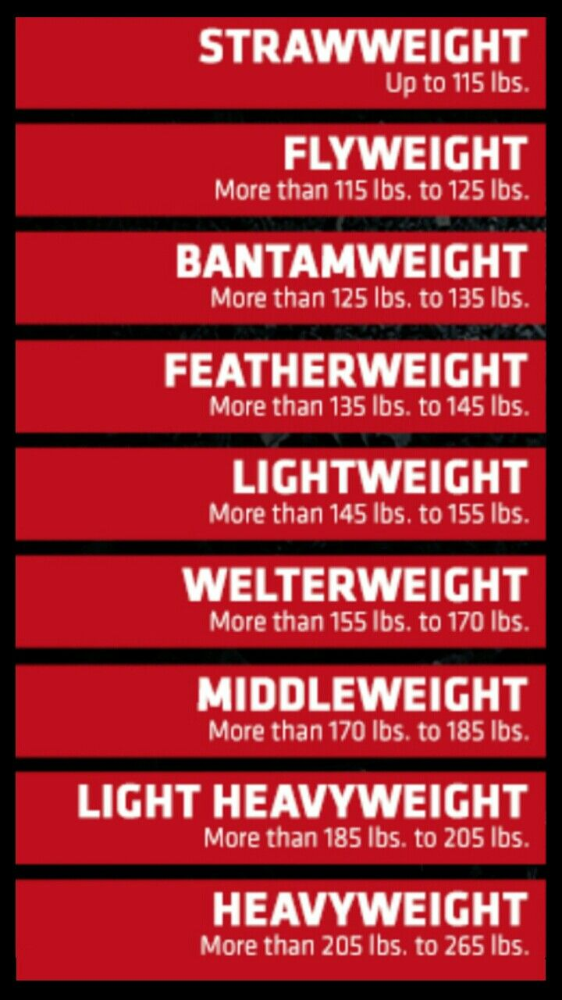 STRAWWEIGHT
Up to 115 lbs.
FLYWEIGHT
More than 115 lbs. to 125 lbs.
BANTAMWEIGHT
More than 125 lbs. to 135 lbs.
FEATHERWEIGHT
More than 135 lbs. to 145 lbs.
LIGHTWEIGHT
More than 145 lbs. to 155 lbs.
WELTERWEIGHT
More than 155 lbs. to 170 lbs.
MIDDLEWEIGHT
More than 170 lbs. to 185 lbs.
LIGHT HEAVYWEIGHT
More than 185 lbs. to 205 lbs.
HEAVYWEIGHT
More than 205 lbs. to 265 lbs.